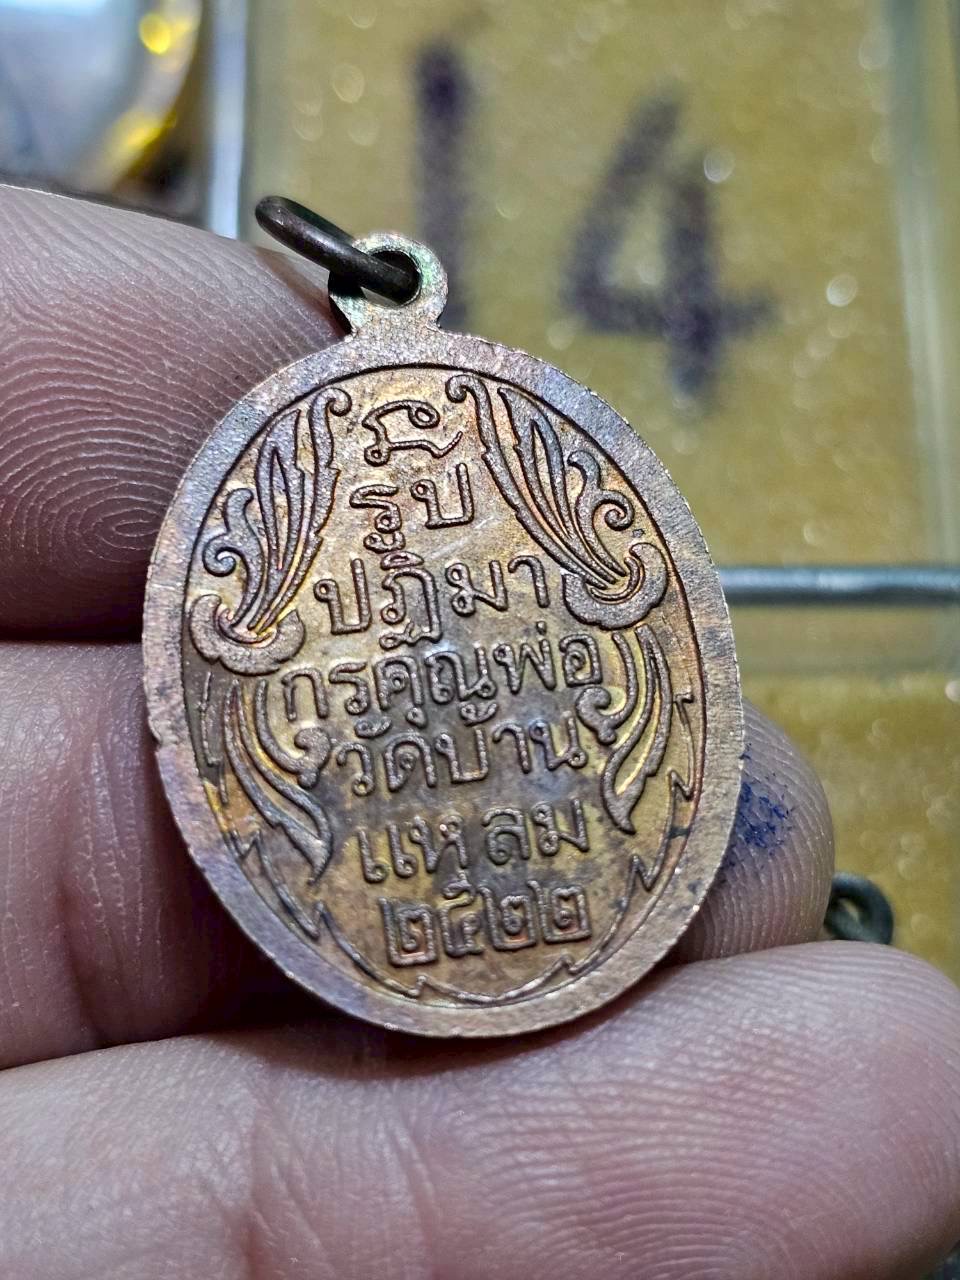 14
รูป
ปฏิมา
กรคุณพ่อ
วัดบ้าน
แหลม
๒๕๒๒